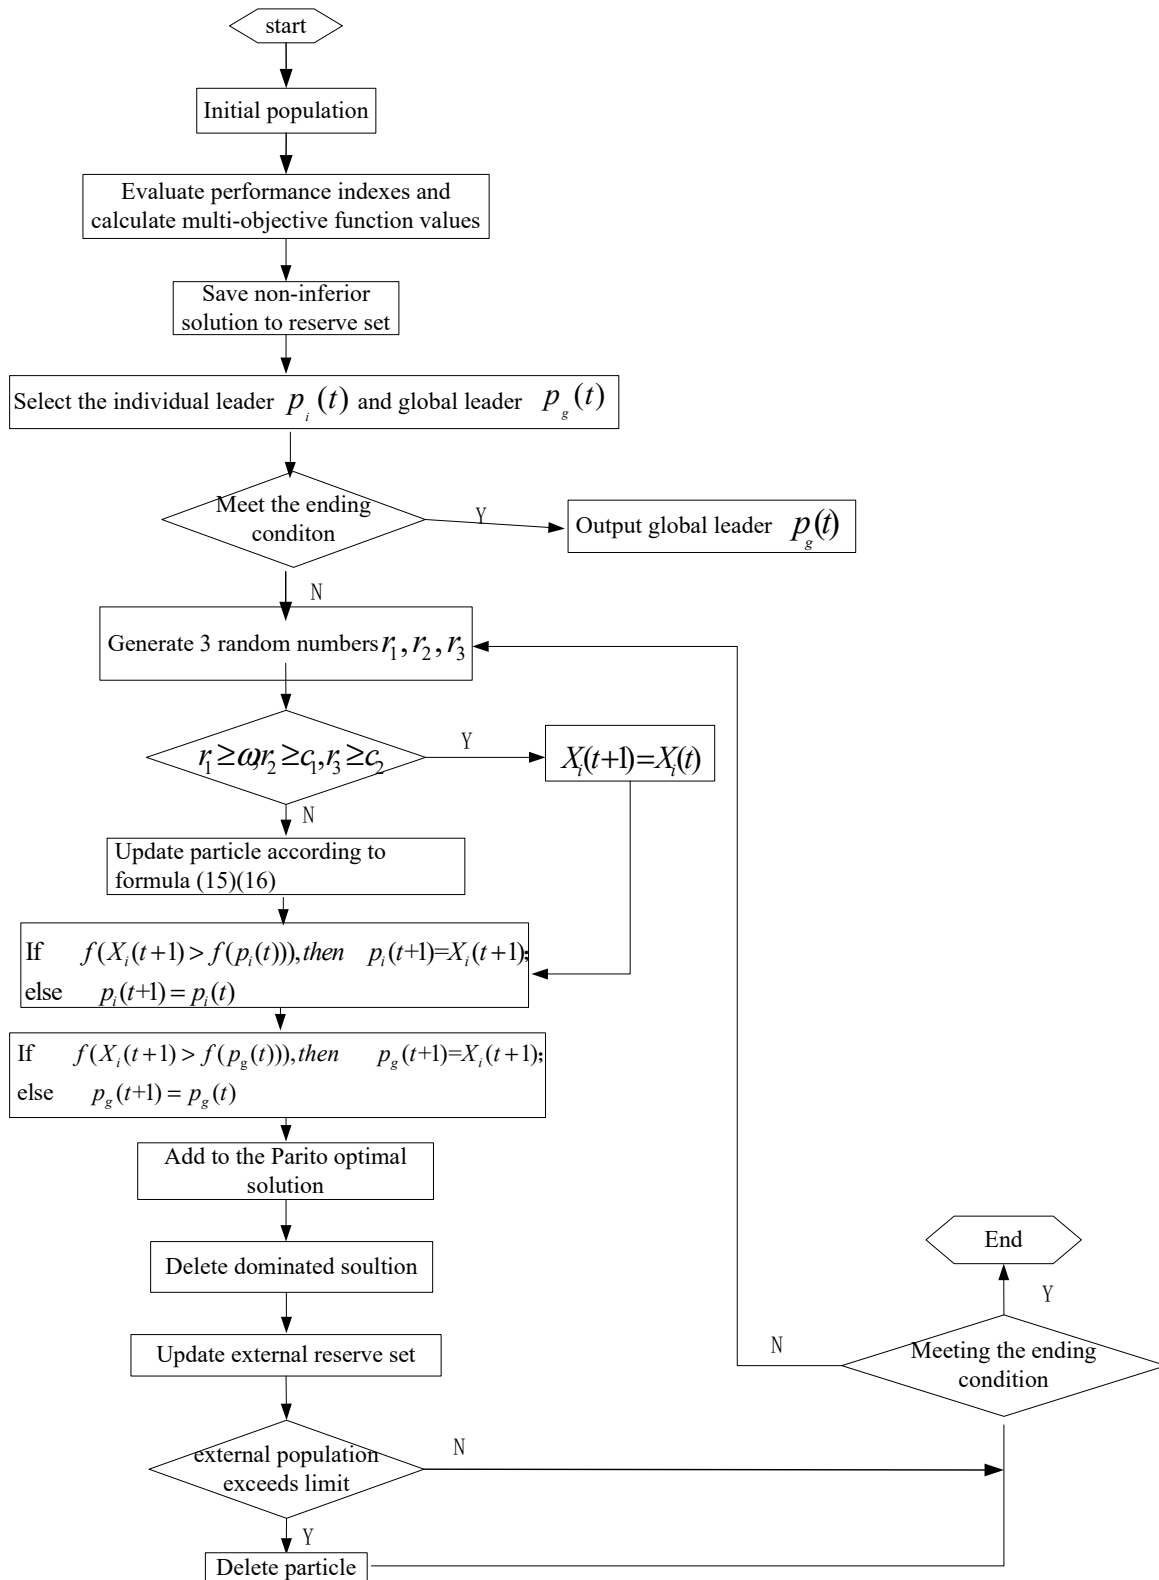 start
Initial population
Evaluate performance indexes and
calculate multi-objective function values
Save non-inferior
solution to reserve set
Select the individual leader p_i(t) and global leader p_g(t)
Meet the ending
conditon
Y
Output global leader p_g(t)
N
Generate 3 random numbers r_1, r_2, r_3
r_1 ≥ ω, r_2 ≥ c_1, r_3 ≥ c_2
Y
X_i(t+1)=X_i(t)
N
Update particle according to
formula (15)(16)
If f(X_i(t+1) > f(p_i(t))), then p_i(t+1)=X_i(t+1);
else p_i(t+1) = p_i(t)
If f(X_i(t+1) > f(p_g(t))), then p_g(t+1)=X_i(t+1);
else p_g(t+1) = p_g(t)
Add to the Parito optimal
solution
Delete dominated soultion
Update external reserve set
external population
exceeds limit
N
Y
Delete particle
Meeting the ending
condition
N
Y
End